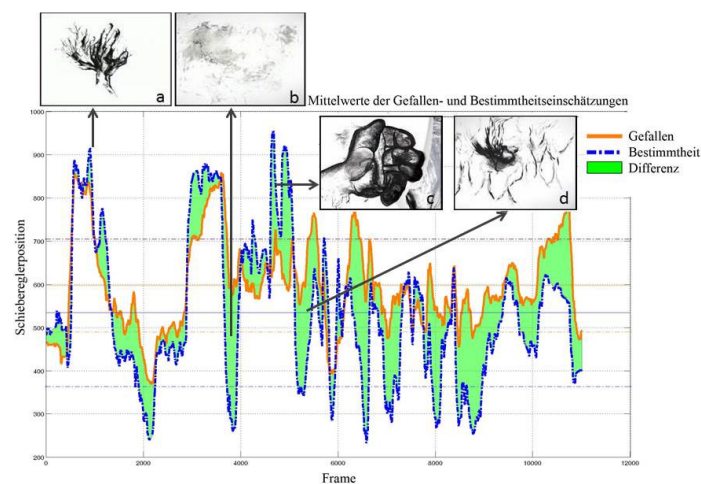 a
b
Mittelwerte der Gefallen- und Bestimmtheitseinschätzungen
c
d
Gefallen
Bestimmtheit
Differenz
Schiebereglerposition
1000
900
800
700
600
500
400
300
200
0
2000
4000
6000
8000
10000
12000
Frame